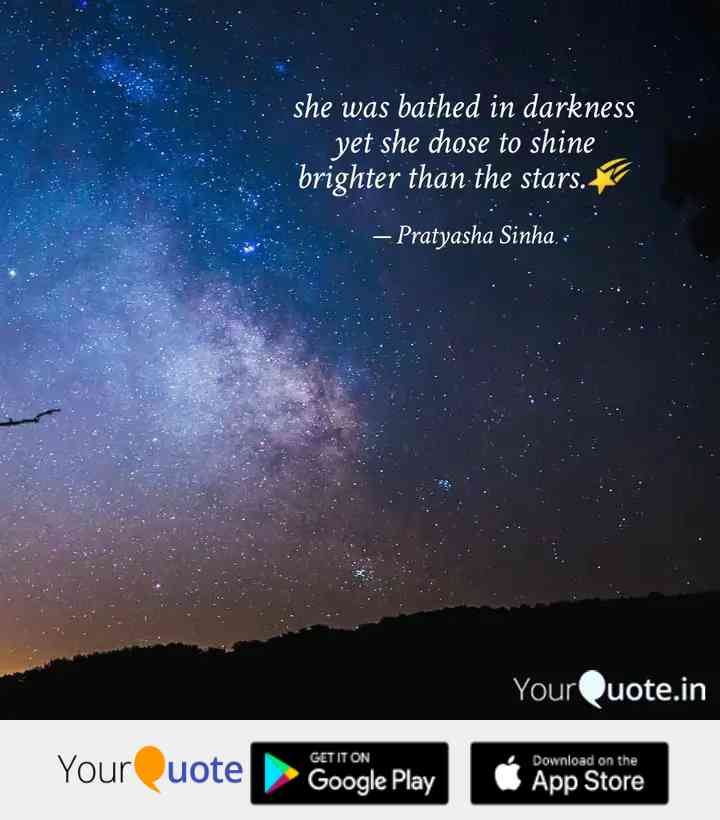 she was bathed in darkness
yet she chose to shine
brighter than the stars.🌠
— Pratyasha Sinha
YourQuote.in
YourQuote
GET IT ON
Google Play
Download on the
App Store